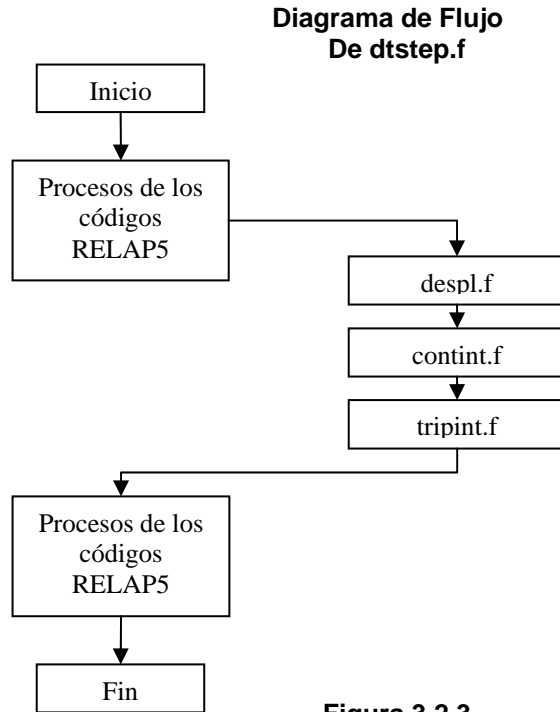 Diagrama de Flujo
De dtstep.f
Inicio
Procesos de los
códigos
RELAP5
despl.f
contint.f
tripint.f
Procesos de los
códigos
RELAP5
Fin
Figura 3.2.3